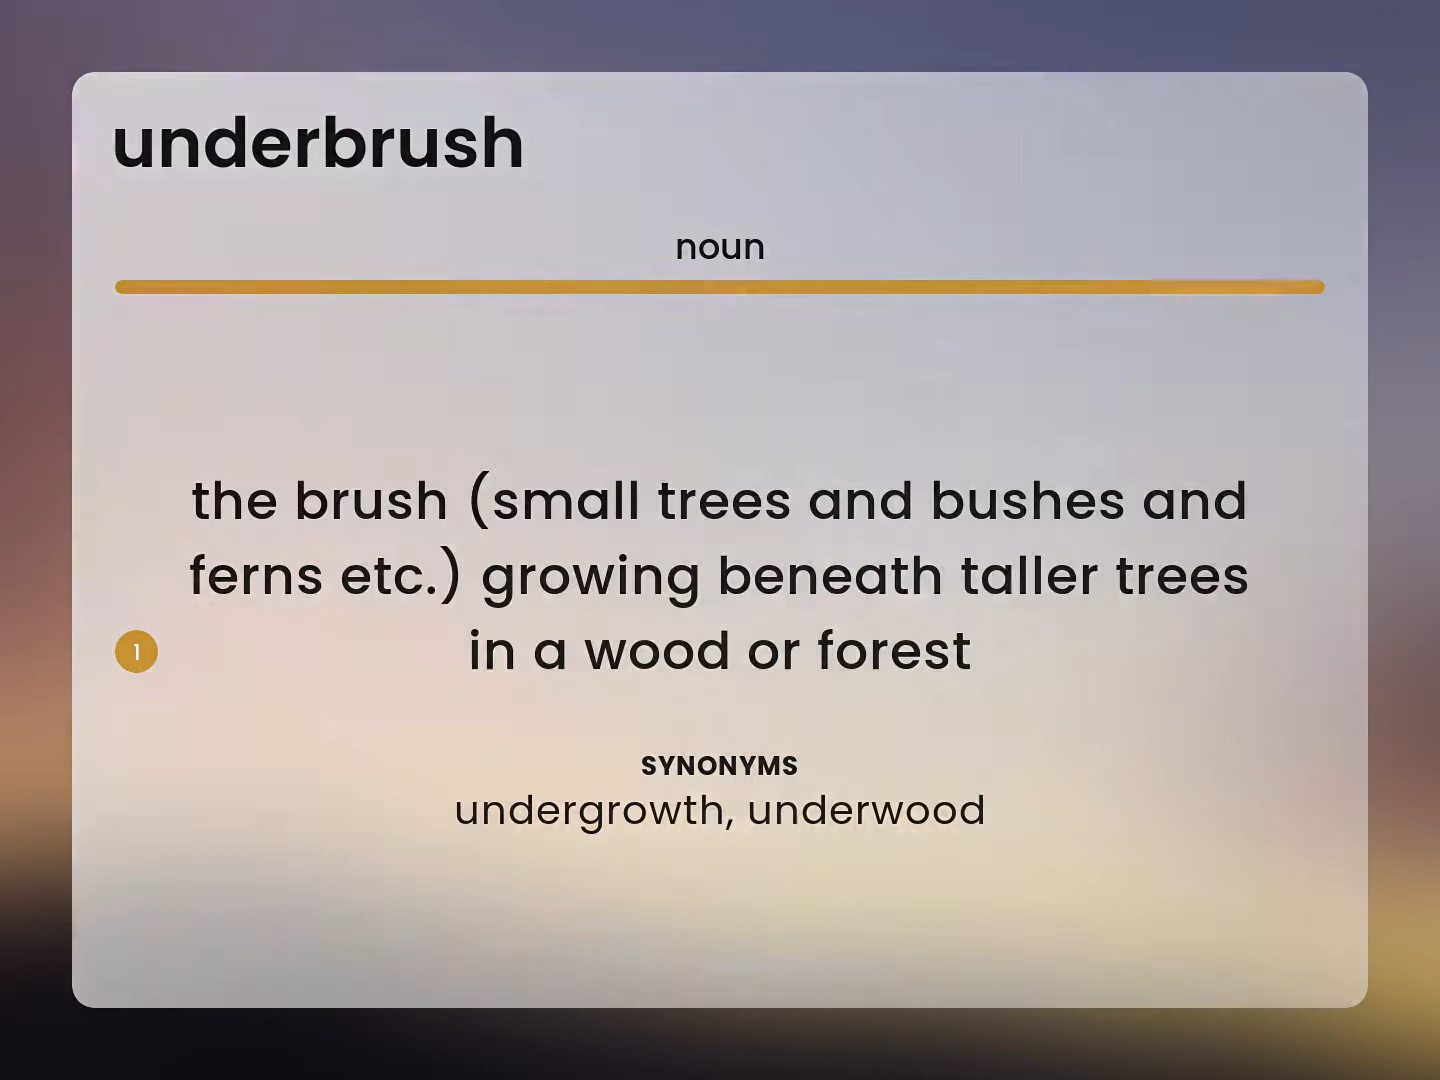 underbrush
noun
the brush (small trees and bushes and
ferns etc.) growing beneath taller trees
1 in a wood or forest
SYNONYMS
undergrowth, underwood